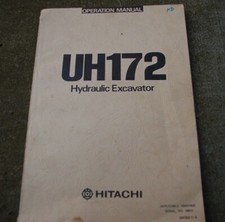 OPERATION MANUAL
UH172
Hydraulic Excavator
HITACHI